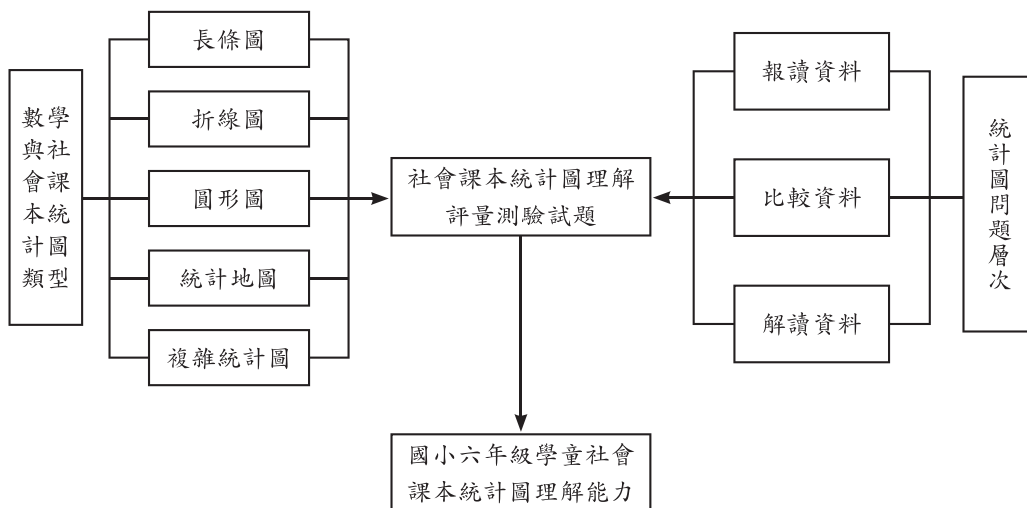 數學
與社
會課
本統
計圖
類型
長條圖
折線圖
圓形圖
統計地圖
複雜統計圖
社會課本統計圖理解
評量測驗試題
國小六年級學童社會
課本統計圖理解能力
報讀資料
比較資料
解讀資料
統計圖問題層次